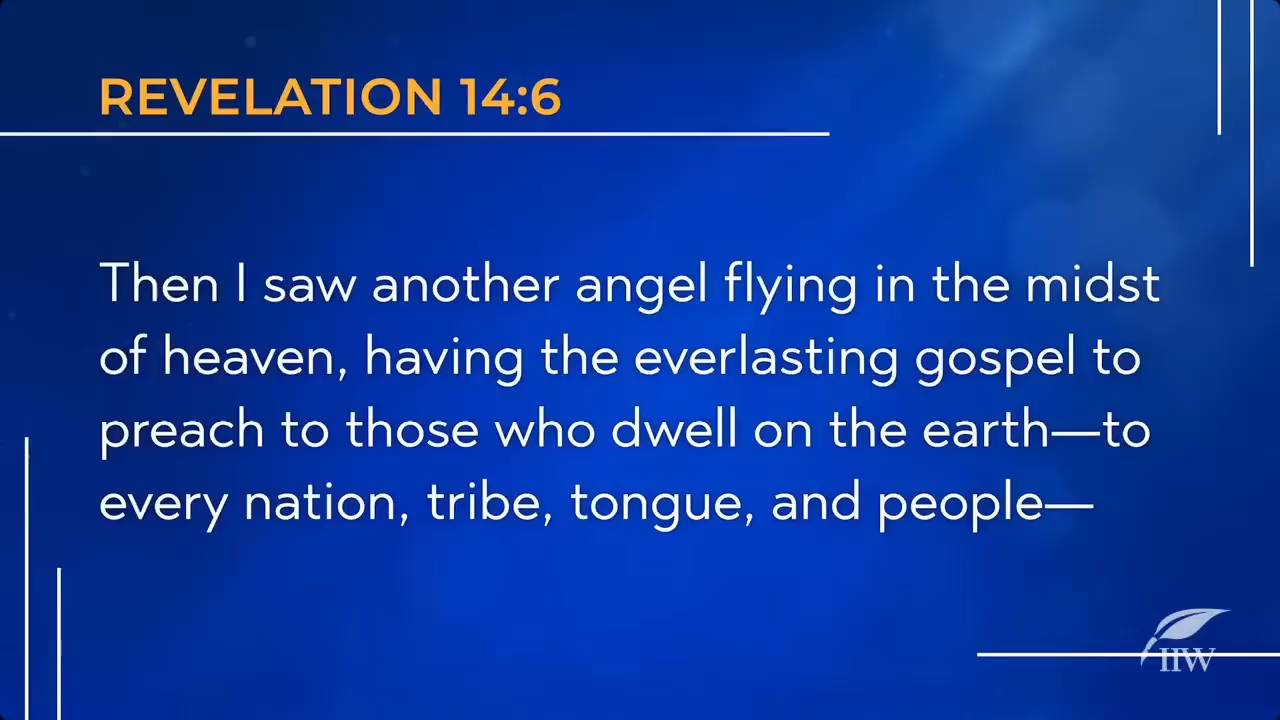 REVELATION 14:6
Then I saw another angel flying in the midst
of heaven, having the everlasting gospel to
preach to those who dwell on the earth—to
every nation, tribe, tongue, and people—
IIW